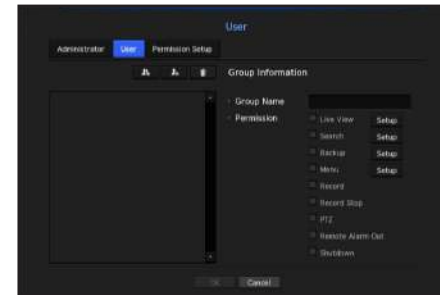 User
Administrator User Permission Setup
Group Information
Group Name
Permission
Live View Setup
Search Setup
Backup Setup
Menu Setup
Record
Record Stop
PTZ
Remote Alarm Out
Shutdown
OK Cancel